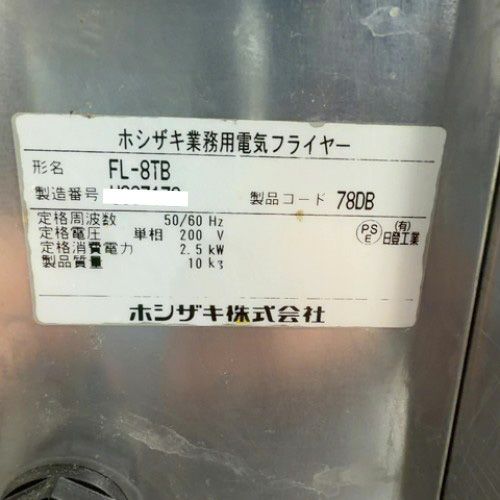 ホシザキ業務用電気フライヤー
形名 FL-8TB
製造番号 製品コード 78DB
定格周波数 50/60 Hz
定格電圧 単相 200 V
定格消費電力 2.5 kW
製品質量 10 kg
PSE (有)日登工業
ホシザキ株式会社